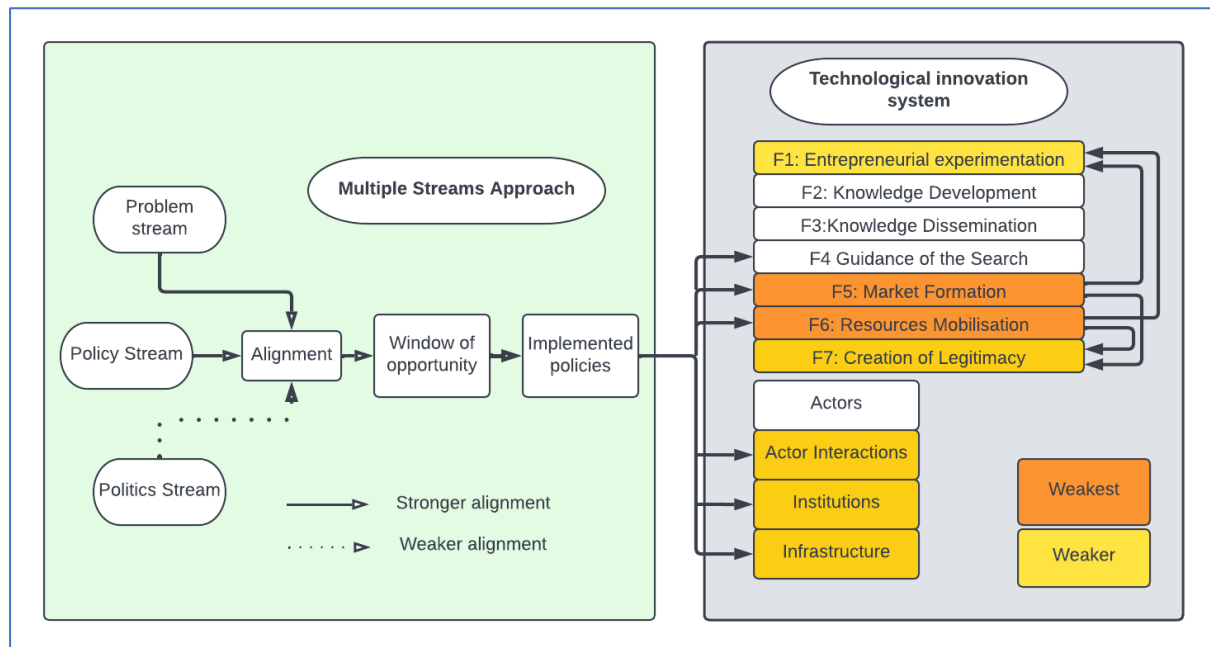 Problem
stream
Multiple Streams Approach
Policy Stream
Alignment
Window of
opportunity
Implemented
policies
Politics Stream
Stronger alignment
Weaker alignment
Technological innovation
system
F1: Entrepreneurial experimentation
F2: Knowledge Development
F3:Knowledge Dissemination
F4 Guidance of the Search
F5: Market Formation
F6: Resources Mobilisation
F7: Creation of Legitimacy
Actors
Actor Interactions
Institutions
Infrastructure
Weakest
Weaker